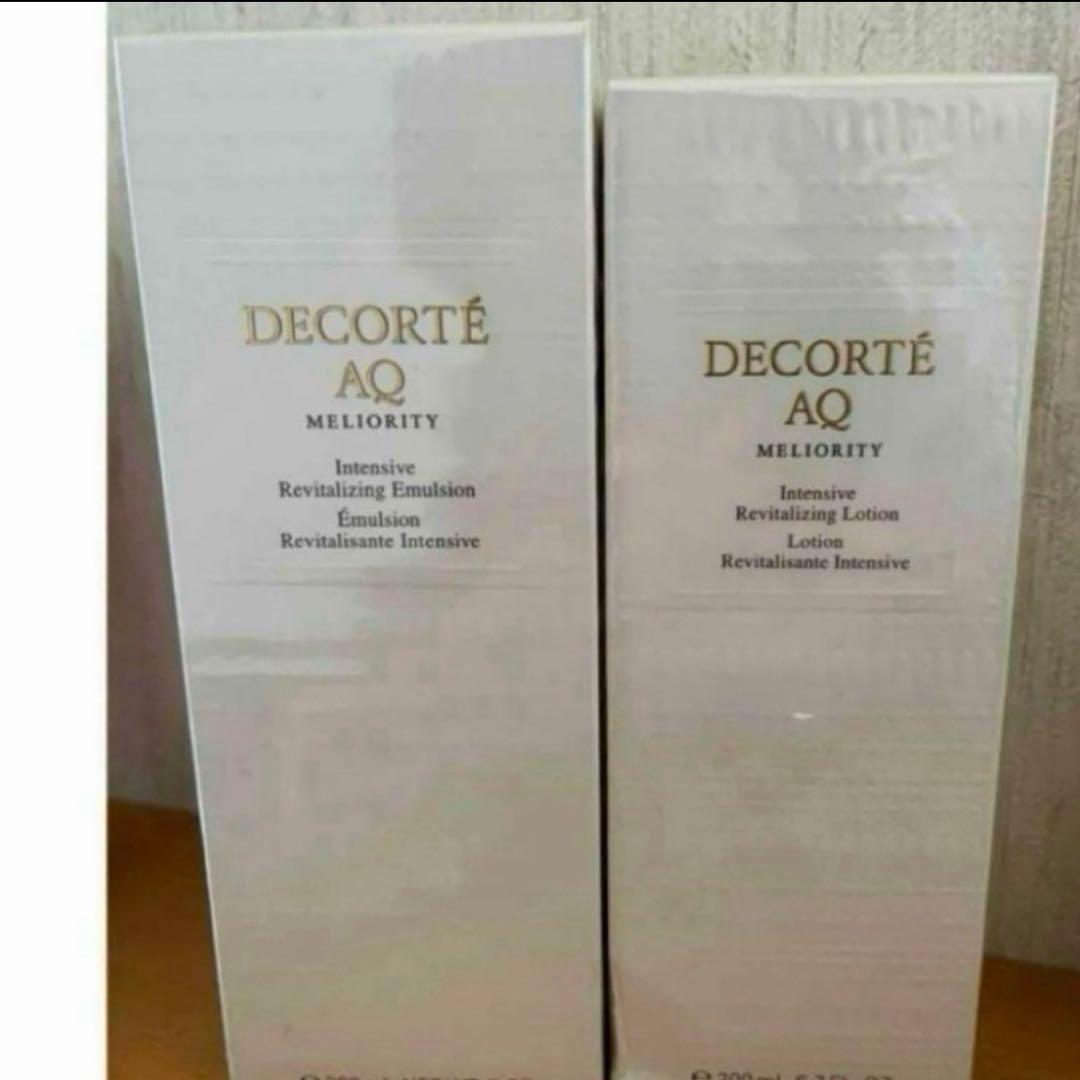 DECORTÉ
AQ
MELIORITY
Intensive
Revitalizing Emulsion
Émulsion
Revitalisante Intensive
DECORTÉ
AQ
MELIORITY
Intensive
Revitalizing Lotion
Lotion
Revitalisante Intensive